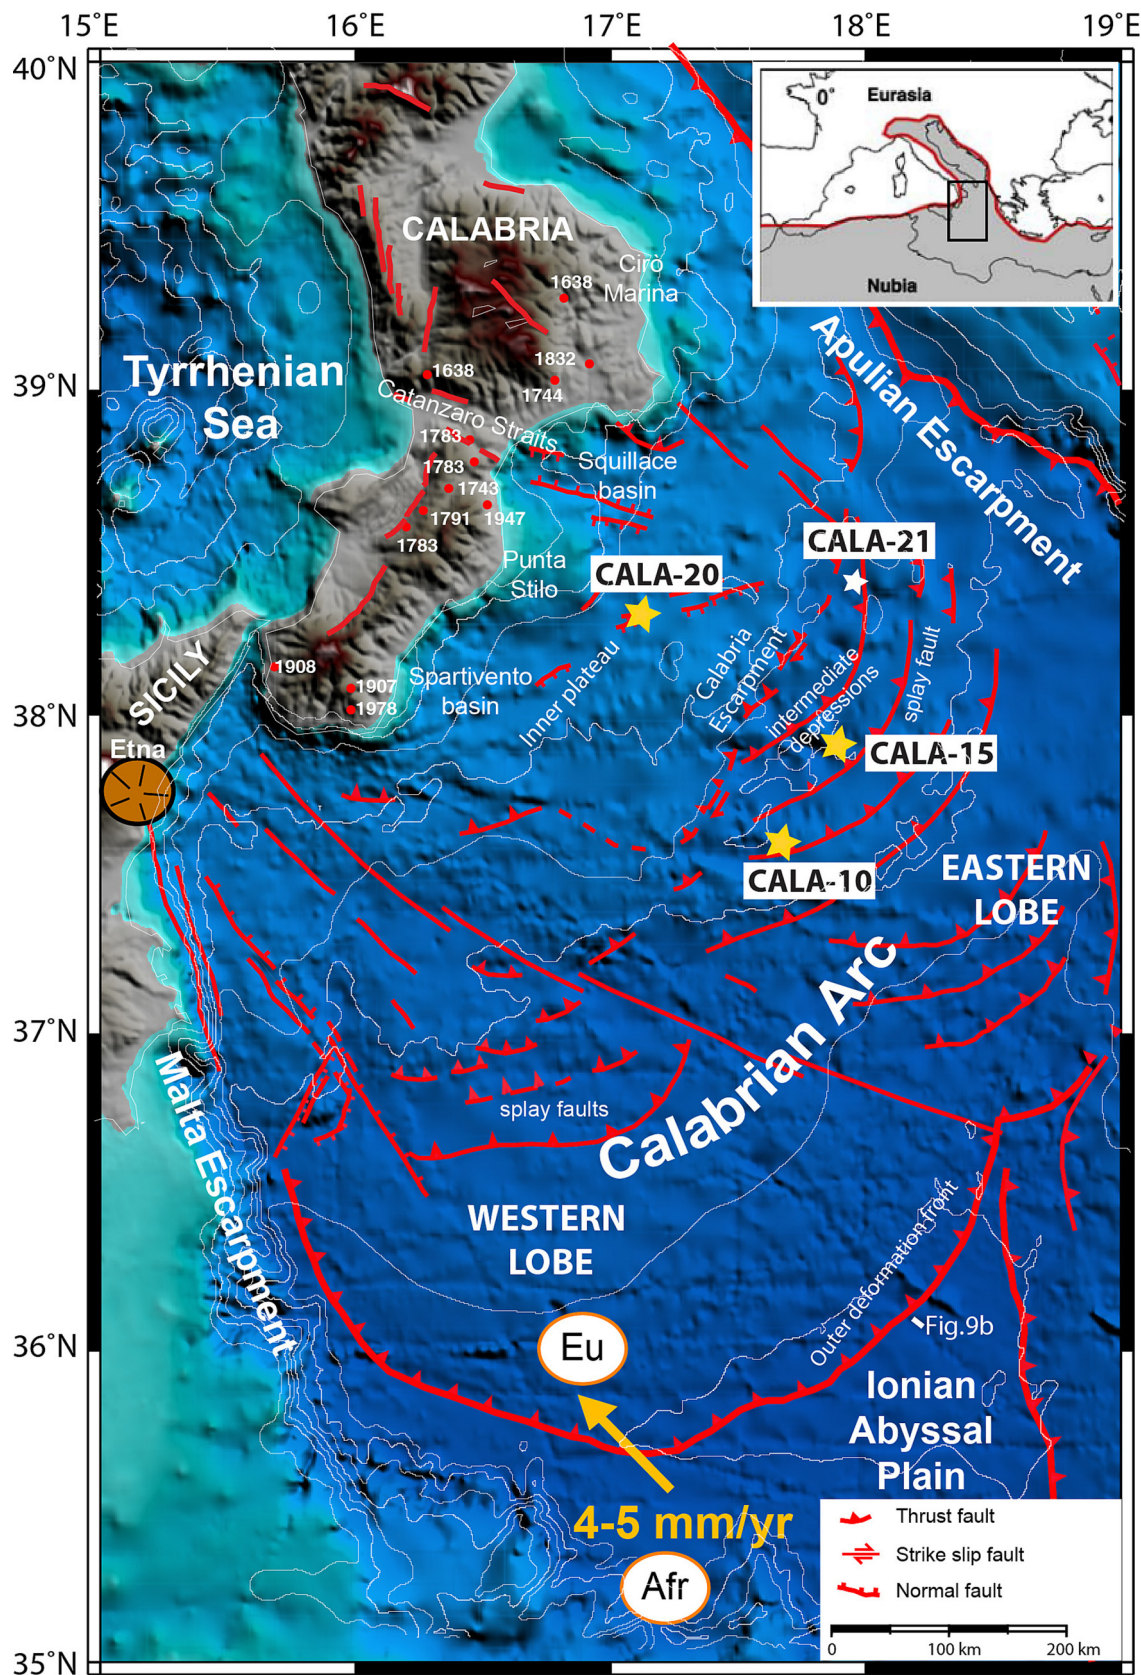 15°E 16°E 17°E 18°E 19°E
40°N
0°
Eurasia
Nubia
CALABRIA
Cirò
Marina
1638
Apulian Escarpment
Tyrrhenian
Sea
39°N
1832
1638
1744
Catanzaro Straits
1783
1783
Squillace
basin
1743
1791
1947
1783
Punta
Stilo
CALA-21
CALA-20
SICILY
1908
1907
1978
Spartivento
basin
Inner plateau
Calabria
Escarpment
intermediate
depressions
splay fault
38°N
Etna
CALA-15
CALA-10
EASTERN
LOBE
37°N
Calabrian Arc
Malta Escarpment
splay faults
WESTERN
LOBE
Outer deformation front
Fig.9b
36°N
Eu
Ionian
Abyssal
Plain
4-5 mm/yr
Afr
Thrust fault
Strike slip fault
Normal fault
0 100 km 200 km
35°N